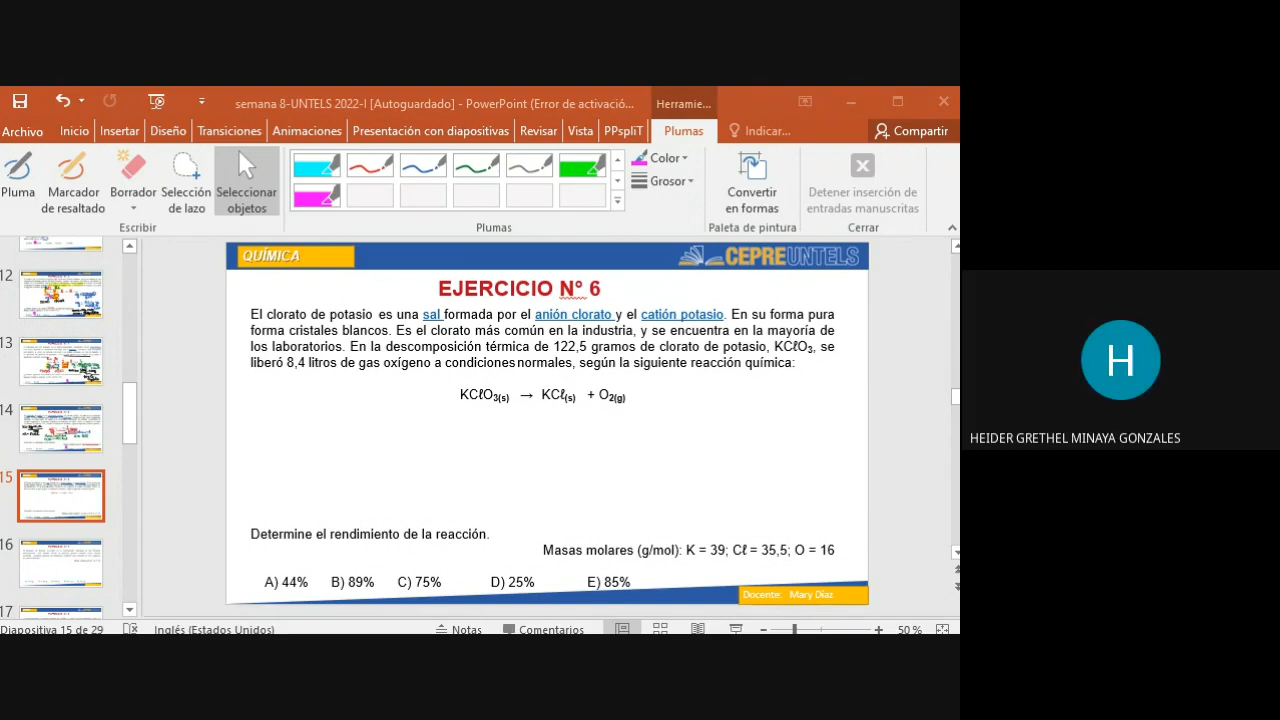 semana 8-UNTELS 2022-I [Autoguardado] - PowerPoint (Error de activació... Herramie...
Archivo Inicio Insertar Diseño Transiciones Animaciones Presentación con diapositivas Revisar Vista PPspliT Plumas Indicar... Compartir
Pluma
Marcador de resaltado
Borrador
Selección de lazo
Seleccionar objetos
Color
Grosor
Convertir en formas
Detener inserción de entradas manuscritas
Escribir Plumas Paleta de pintura Cerrar
12
13
14
15
16
17
QUÍMICA CEPREUNTELS
EJERCICIO Nº 6
El clorato de potasio es una sal formada por el anión clorato y el catión potasio. En su forma pura
forma cristales blancos. Es el clorato más común en la industria, y se encuentra en la mayoría de
los laboratorios. En la descomposición térmica de 122,5 gramos de clorato de potasio, KCℓO3, se
liberó 8,4 litros de gas oxígeno a condiciones normales, según la siguiente reacción química:
KCℓO3(s) → KCℓ(s) + O2(g)
Determine el rendimiento de la reacción.
Masas molares (g/mol): K = 39; Cℓ = 35,5; O = 16
A) 44% B) 89% C) 75% D) 25% E) 85%
Docente: Mary Díaz
Diapositiva 15 de 29 Inglés (Estados Unidos) Notas Comentarios 50 %
H
HEIDER GRETHEL MINAYA GONZALES